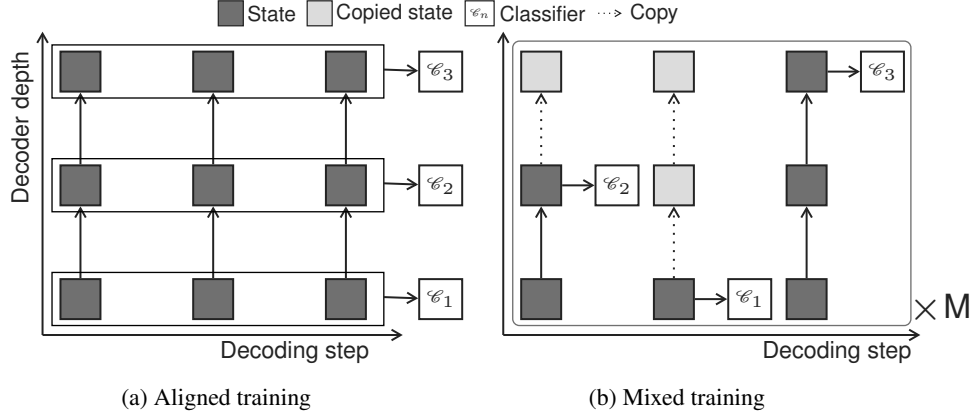 State Copied state 𝒞n Classifier Copy
Decoder depth
𝒞3
𝒞2
𝒞1
Decoding step
(a) Aligned training
𝒞3
𝒞2
𝒞1
× M
Decoding step
(b) Mixed training